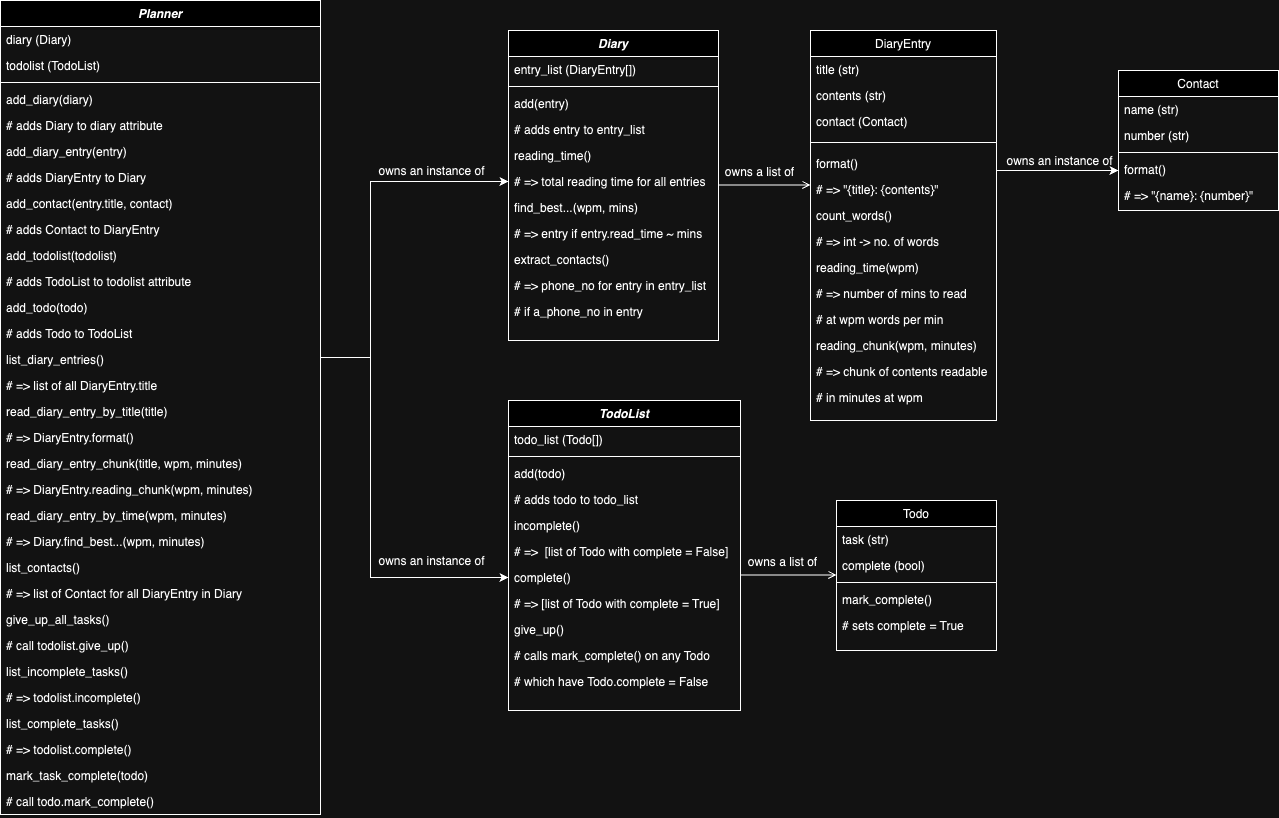 Planner
diary (Diary)
todolist (TodoList)
add_diary(diary)
# adds Diary to diary attribute
add_diary_entry(entry)
# adds DiaryEntry to Diary
add_contact(entry.title, contact)
# adds Contact to DiaryEntry
add_todolist(todolist)
# adds TodoList to todolist attribute
add_todo(todo)
# adds Todo to TodoList
list_diary_entries()
# => list of all DiaryEntry.title
read_diary_entry_by_title(title)
# => DiaryEntry.format()
read_diary_entry_chunk(title, wpm, minutes)
# => DiaryEntry.reading_chunk(wpm, minutes)
read_diary_entry_by_time(wpm, minutes)
# => Diary.find_best...(wpm, minutes)
list_contacts()
# => list of Contact for all DiaryEntry in Diary
give_up_all_tasks()
# call todolist.give_up()
list_incomplete_tasks()
# => todolist.incomplete()
list_complete_tasks()
# => todolist.complete()
mark_task_complete(todo)
# call todo.mark_complete()
owns an instance of
owns an instance of
Diary
entry_list (DiaryEntry[])
add(entry)
# adds entry to entry_list
reading_time()
# => total reading time for all entries
find_best...(wpm, mins)
# => entry if entry.read_time ~ mins
extract_contacts()
# => phone_no for entry in entry_list
# if a_phone_no in entry
owns a list of
DiaryEntry
title (str)
contents (str)
contact (Contact)
format()
# => "{title}: {contents}"
count_words()
# => int -> no. of words
reading_time(wpm)
# => number of mins to read
# at wpm words per min
reading_chunk(wpm, minutes)
# => chunk of contents readable
# in minutes at wpm
owns an instance of
Contact
name (str)
number (str)
format()
# => "{name}: {number}"
TodoList
todo_list (Todo[])
add(todo)
# adds todo to todo_list
incomplete()
# =>  [list of Todo with complete = False]
complete()
# => [list of Todo with complete = True]
give_up()
# calls mark_complete() on any Todo
# which have Todo.complete = False
owns a list of
Todo
task (str)
complete (bool)
mark_complete()
# sets complete = True